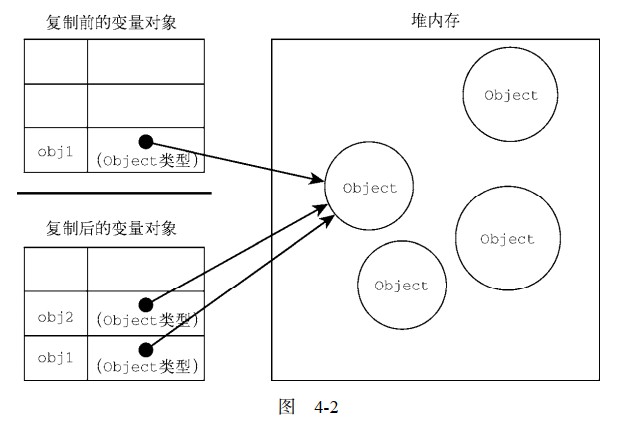 复制前的变量对象
堆内存
obj1
(Object类型)
Object
Object
Object
Object
复制后的变量对象
obj2
(Object类型)
obj1
(Object类型)
图 4-2